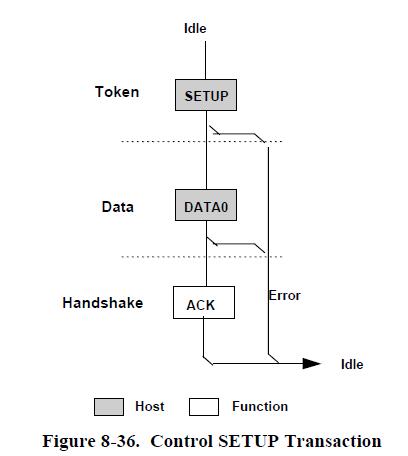 Idle
Token
SETUP
Data
DATA0
Handshake
ACK
Error
Idle
Host
Function
Figure 8-36. Control SETUP Transaction